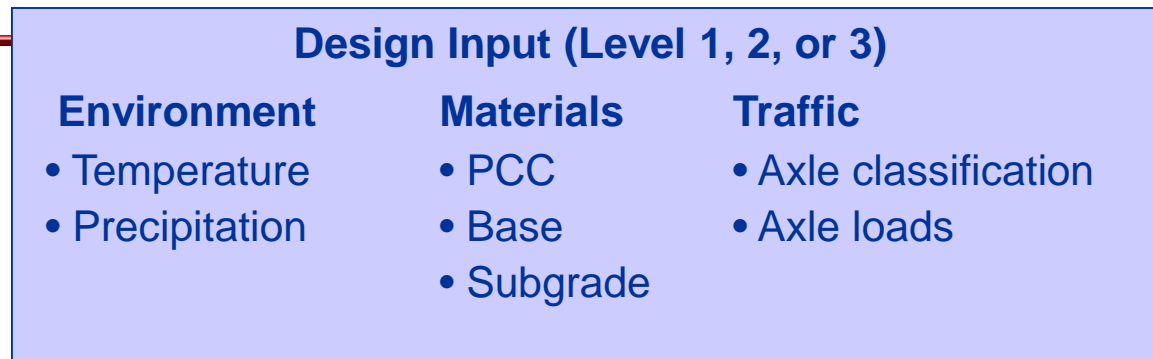 Design Input (Level 1, 2, or 3)
Environment Materials Traffic
• Temperature • PCC • Axle classification
• Precipitation • Base • Axle loads
• Subgrade